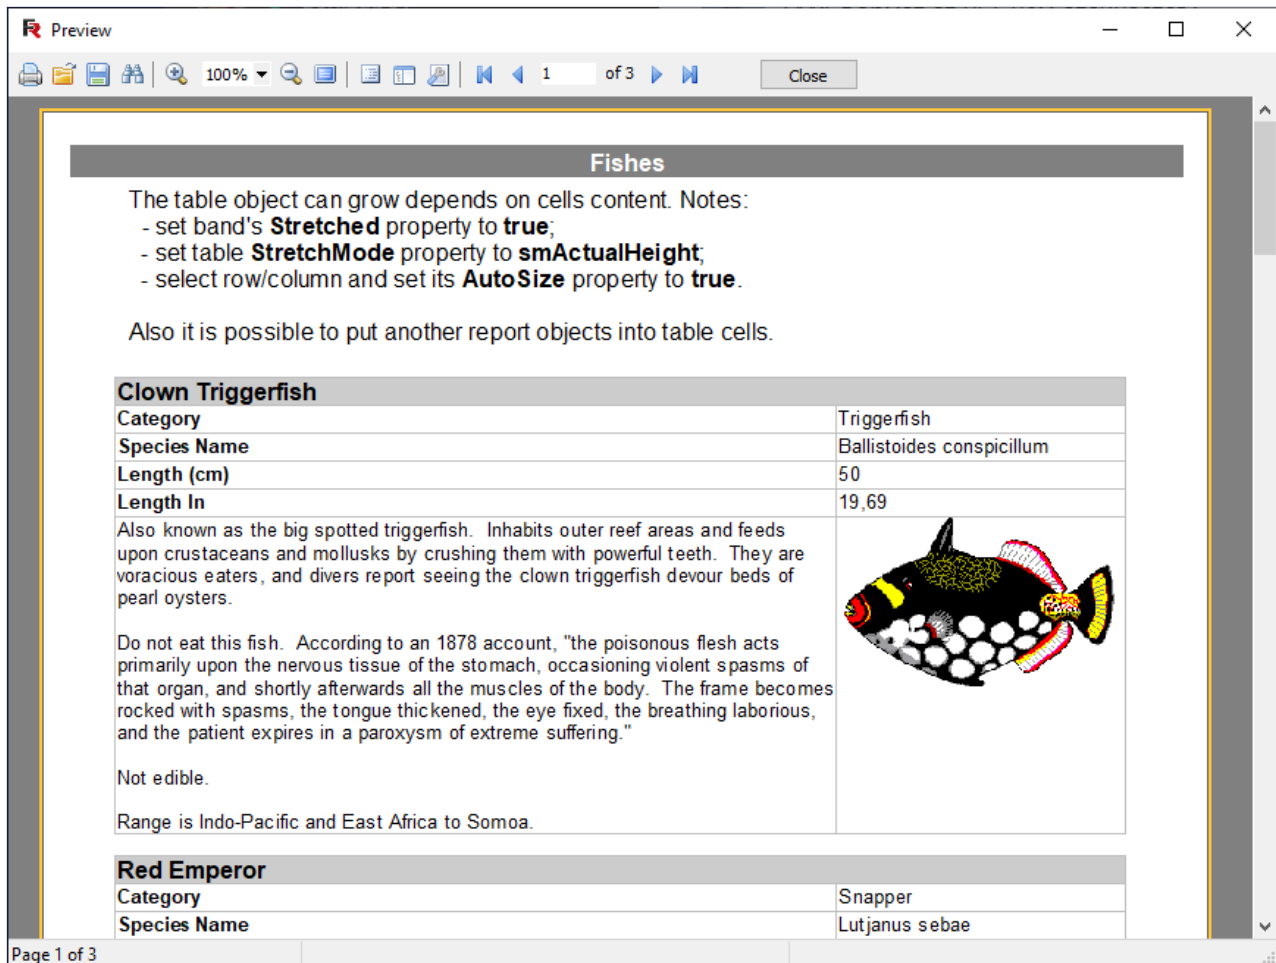 Preview
100%
1 of 3
Close
Fishes
The table object can grow depends on cells content. Notes:
- set band's Stretched property to true;
- set table StretchMode property to smActualHeight;
- select row/column and set its AutoSize property to true.
Also it is possible to put another report objects into table cells.
Clown Triggerfish
Category Triggerfish
Species Name Ballistoides conspicillum
Length (cm) 50
Length In 19,69
Also known as the big spotted triggerfish. Inhabits outer reef areas and feeds
upon crustaceans and mollusks by crushing them with powerful teeth. They are
voracious eaters, and divers report seeing the clown triggerfish devour beds of
pearl oysters.
Do not eat this fish. According to an 1878 account, "the poisonous flesh acts
primarily upon the nervous tissue of the stomach, occasioning violent spasms of
that organ, and shortly afterwards all the muscles of the body. The frame becomes
rocked with spasms, the tongue thickened, the eye fixed, the breathing laborious,
and the patient expires in a paroxysm of extreme suffering."
Not edible.
Range is Indo-Pacific and East Africa to Somoa.
Red Emperor
Category Snapper
Species Name Lutjanus sebae
Page 1 of 3